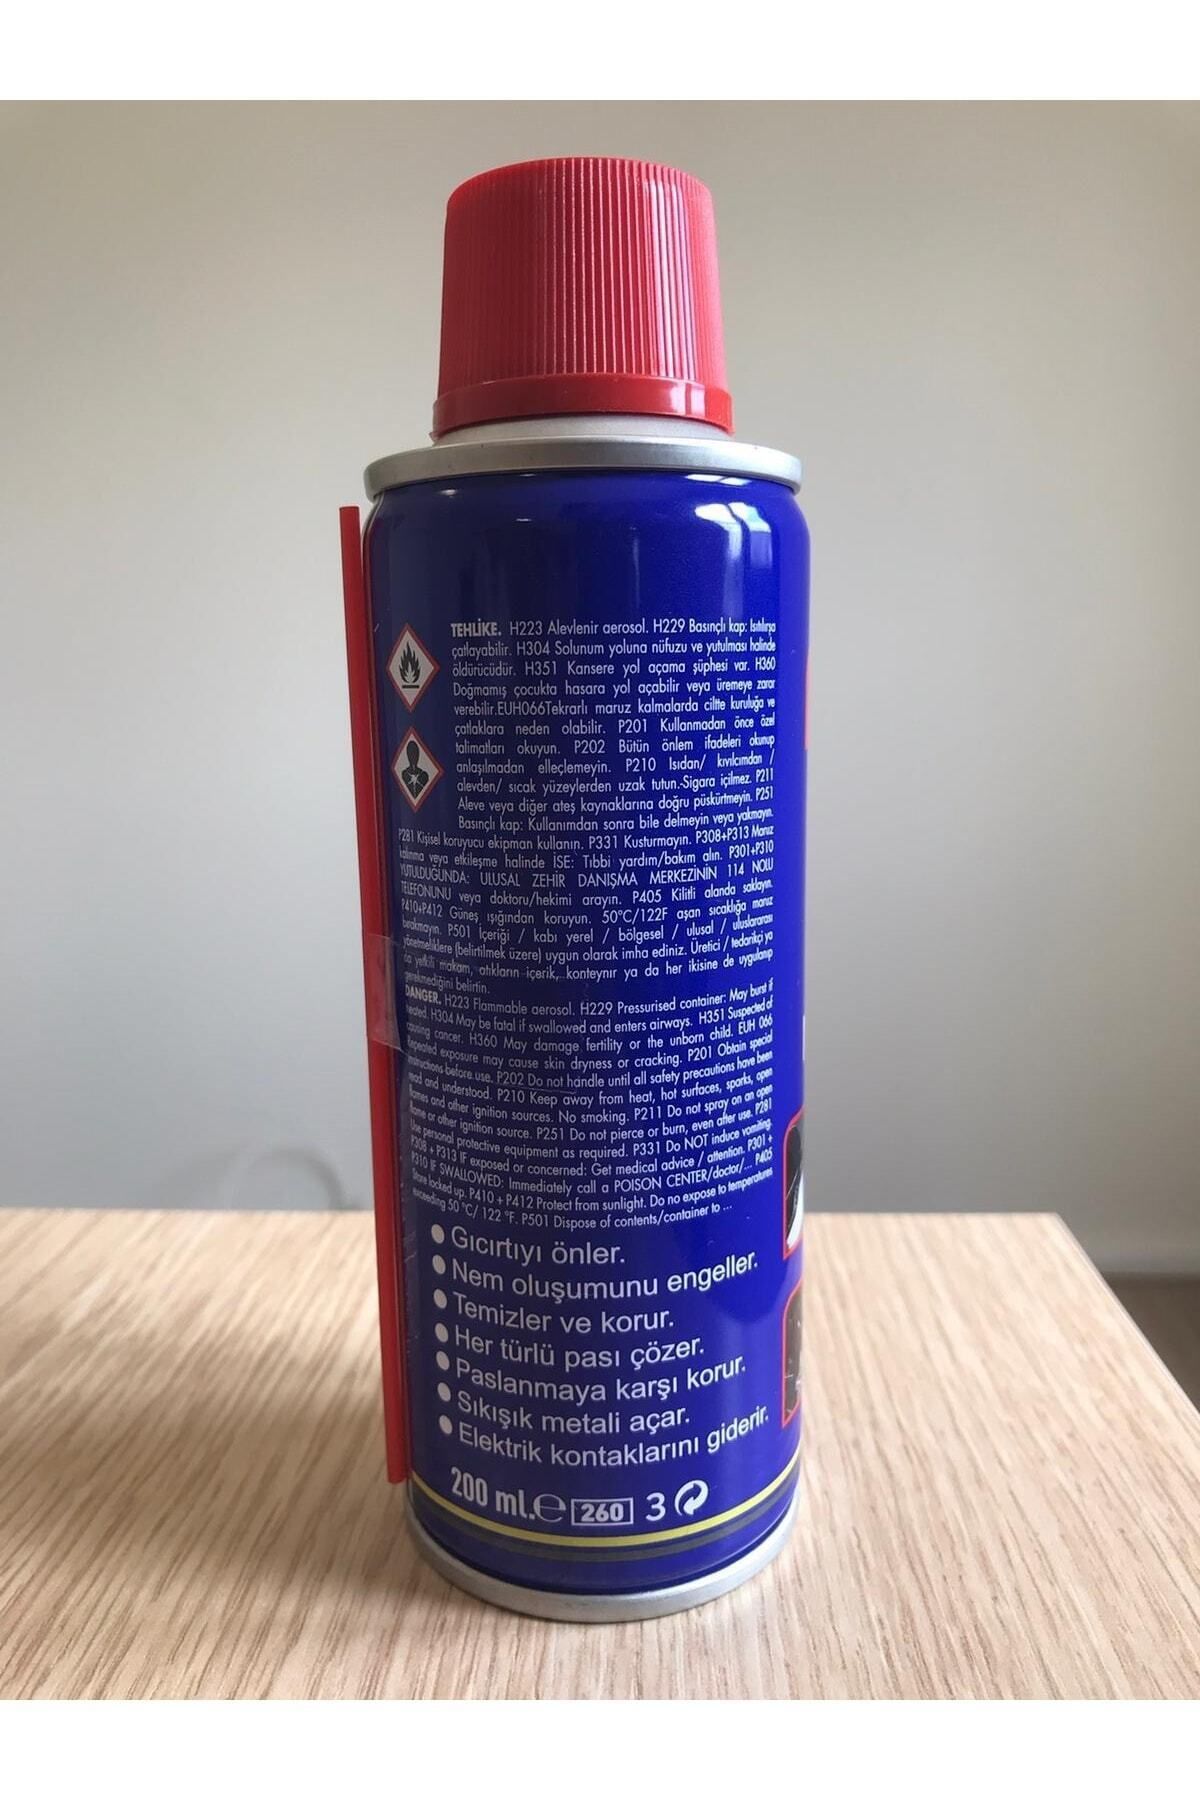 TEHLİKE. H223 Alevlenir aerosol. H229 Basınçlı kap: Isıtılırsa
çatlayabilir. H304 Solunum yoluna nüfuzu ve yutulması halinde
öldürücüdür. H351 Kansere yol açama şüphesi var. H360
Doğmamış çocukta hasara yol açabilir veya üremeye zarar
verebilir.EUH066Tekrarlı maruz kalmalarda ciltte kuruluğa ve
çatlaklara neden olabilir. P201 Kullanmadan önce özel
talimatları okuyun. P202 Bütün önlem ifadeleri okunup
anlaşılmadan elleçlemeyin. P210 Isıdan/ kıvılcımdan /
alevden/ sıcak yüzeylerden uzak tutun.-Sigara içilmez. P211
Aleve veya diğer ateş kaynaklarına doğru püskürtmeyin. P251
Basınçlı kap: Kullanımdan sonra bile delmeyin veya yakmayın.
P281 Kişisel koruyucu ekipman kullanın. P331 Kusturmayın. P308+P313 Maruz
kalınma veya etkileşme halinde İSE: Tıbbi yardım/bakım alın. P301+P310
YUTULDUĞUNDA: ULUSAL ZEHİR DANIŞMA MERKEZİNİN 114 NOLU
TELEFONUNU veya doktoru/hekimi arayın. P405 Kilitli alanda saklayın.
P410+P412 Güneş ışığından koruyun. 50°C/122F aşan sıcaklığa maruz
bırakmayın. P501 İçeriği / kabı yerel / bölgesel / ulusal / uluslararası
yönetmeliklere (belirtilmek üzere) uygun olarak imha ediniz. Üretici / tedarikçi ya
da yetkili makam, atıkların içerik, konteynır ya da her ikisine de uygulanıp
gerekmediğini belirtin.
DANGER. H223 Flammable aerosol. H229 Pressurised container: May burst if
heated. H304 May be fatal if swallowed and enters airways. H351 Suspected of
causing cancer. H360 May damage fertility or the unborn child. EUH 066
Repeated exposure may cause skin dryness or cracking. P201 Obtain special
instructions before use. P202 Do not handle until all safety precautions have been
read and understood. P210 Keep away from heat, hot surfaces, sparks, open
flames and other ignition sources. No smoking. P211 Do not spray on an open
flame or other ignition source. P251 Do not pierce or burn, even after use. P281
Use personal protective equipment as required. P331 Do NOT induce vomiting.
P308 + P313 IF exposed or concerned: Get medical advice / attention. P301 +
P310 IF SWALLOWED: Immediately call a POISON CENTER/doctor/... P405
Store locked up. P410 + P412 Protect from sunlight. Do no expose to temperatures
exceeding 50 °C/ 122 °F. P501 Dispose of contents/container to ...
● Gıcırtıyı önler.
● Nem oluşumunu engeller.
● Temizler ve korur.
● Her türlü pası çözer.
● Paslanmaya karşı korur.
● Sıkışık metali açar.
● Elektrik kontaklarını giderir.
200 ml.℮ 260 3